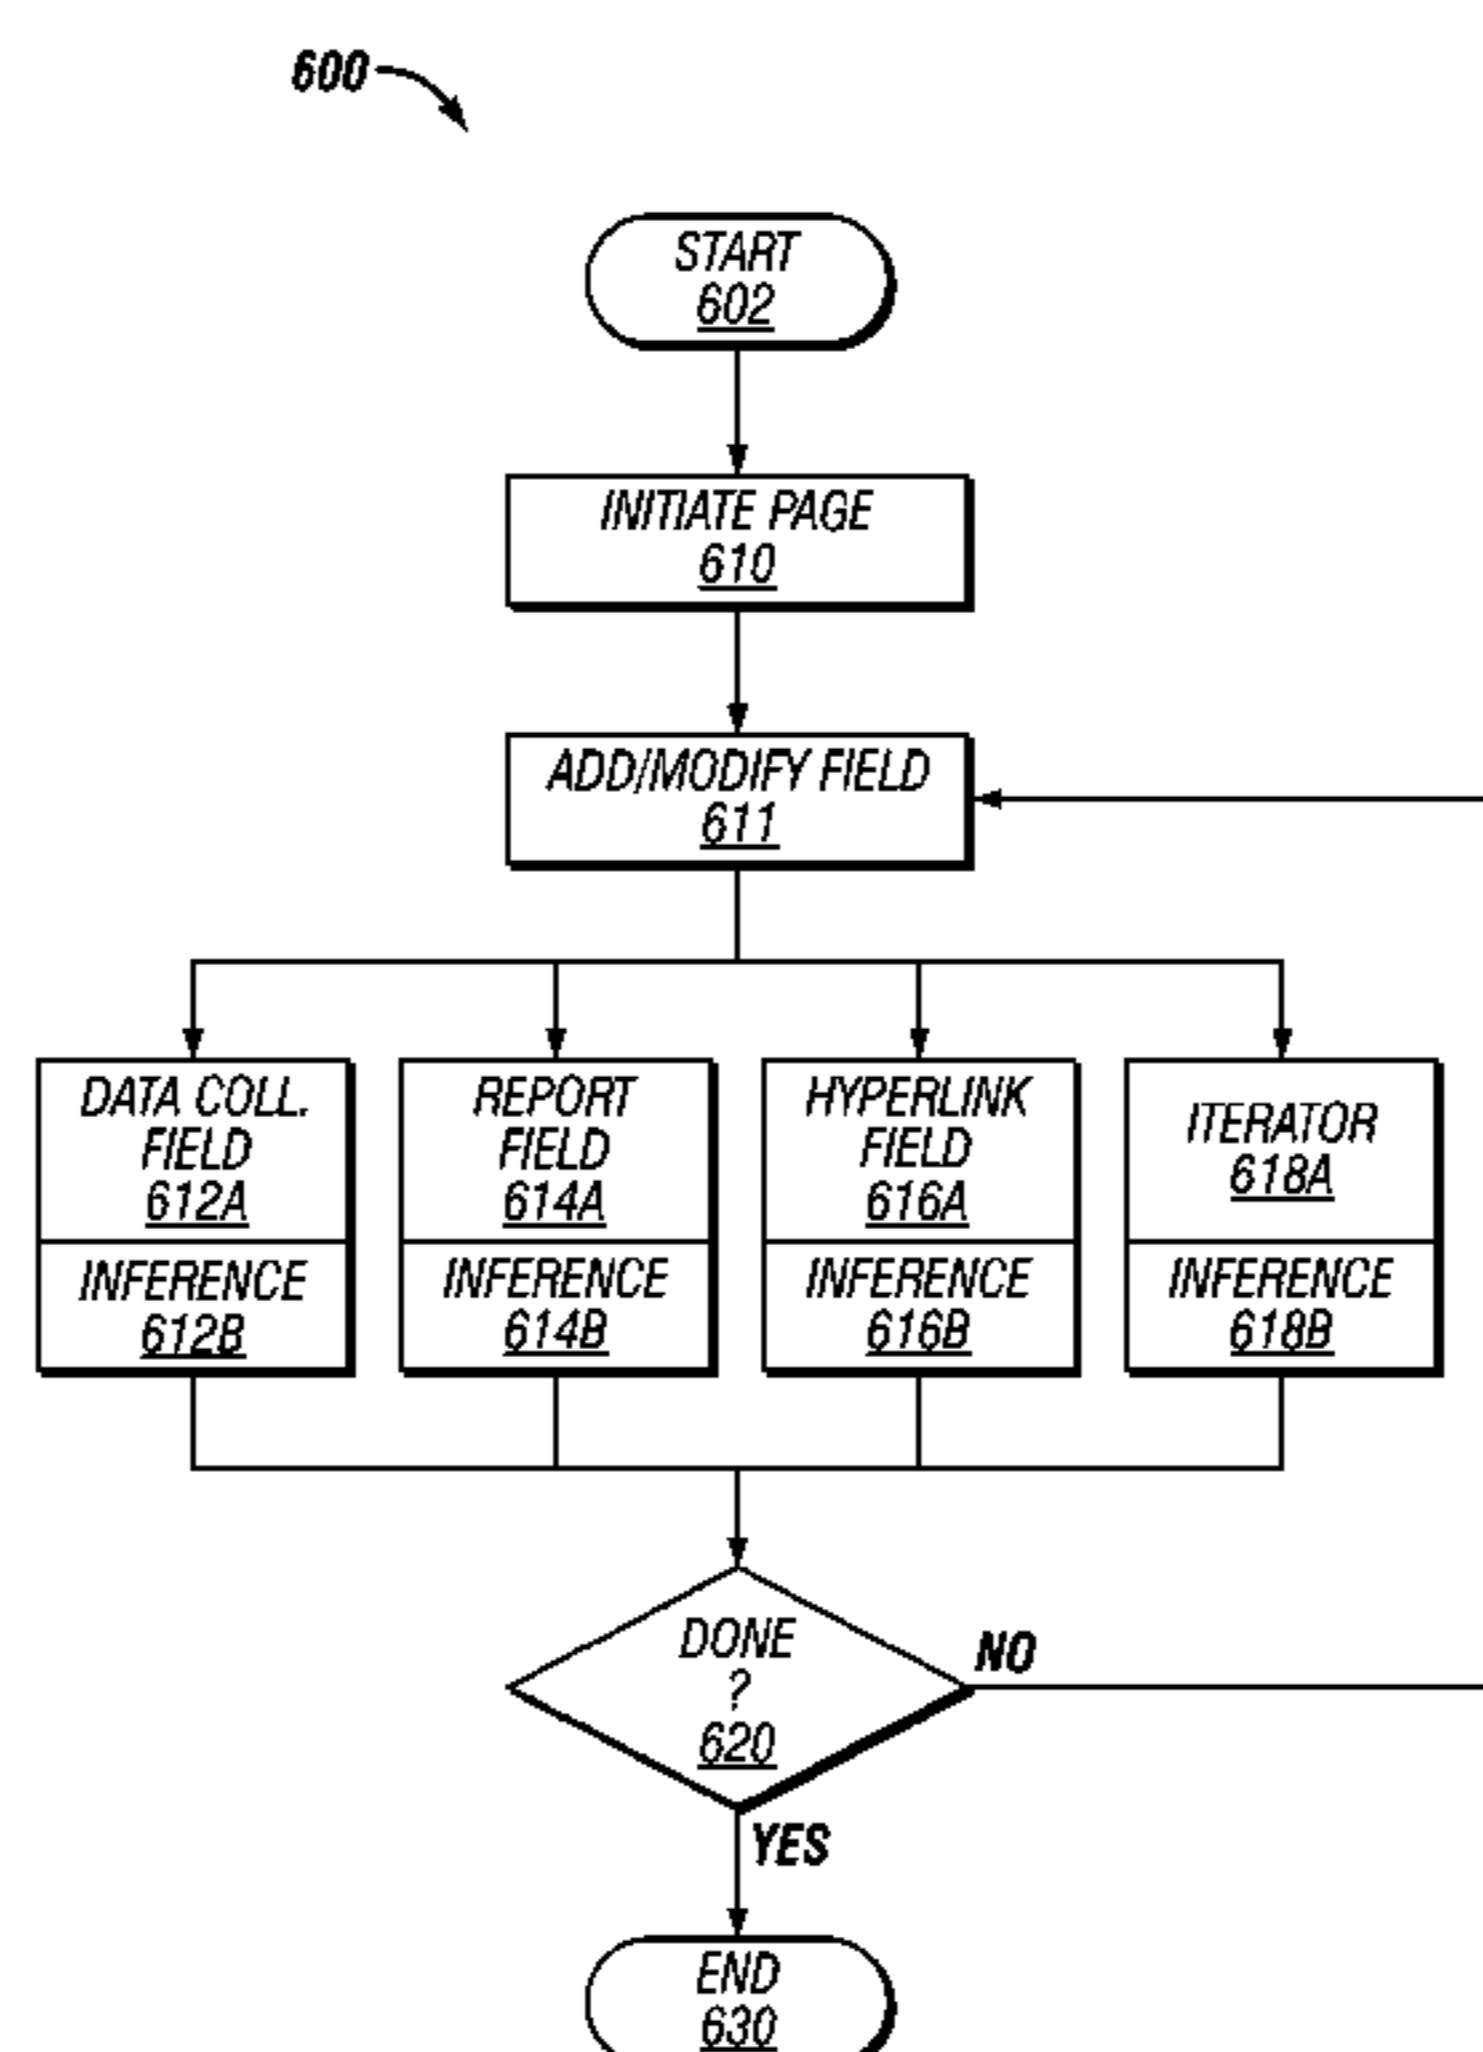 600
START
602
INITIATE PAGE
610
ADD/MODIFY FIELD
611
DATA COLL.
FIELD
612A
INFERENCE
612B
REPORT
FIELD
614A
INFERENCE
614B
HYPERLINK
FIELD
616A
INFERENCE
616B
ITERATOR
618A
INFERENCE
618B
DONE
?
620
NO
YES
END
630